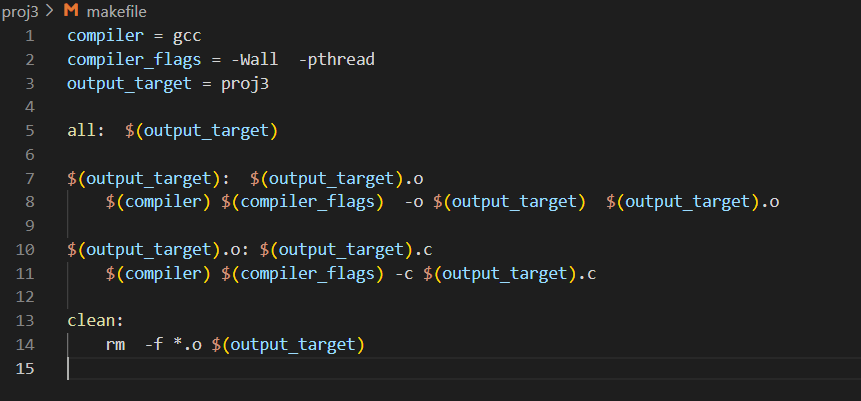 proj3 > makefile
1 compiler = gcc
2 compiler_flags = -Wall  -pthread
3 output_target = proj3
4
5 all:  $(output_target)
6
7 $(output_target):  $(output_target).o
8     $(compiler) $(compiler_flags)  -o $(output_target)  $(output_target).o
9
10 $(output_target).o: $(output_target).c
11     $(compiler) $(compiler_flags) -c $(output_target).c
12
13 clean:
14     rm  -f *.o $(output_target)
15